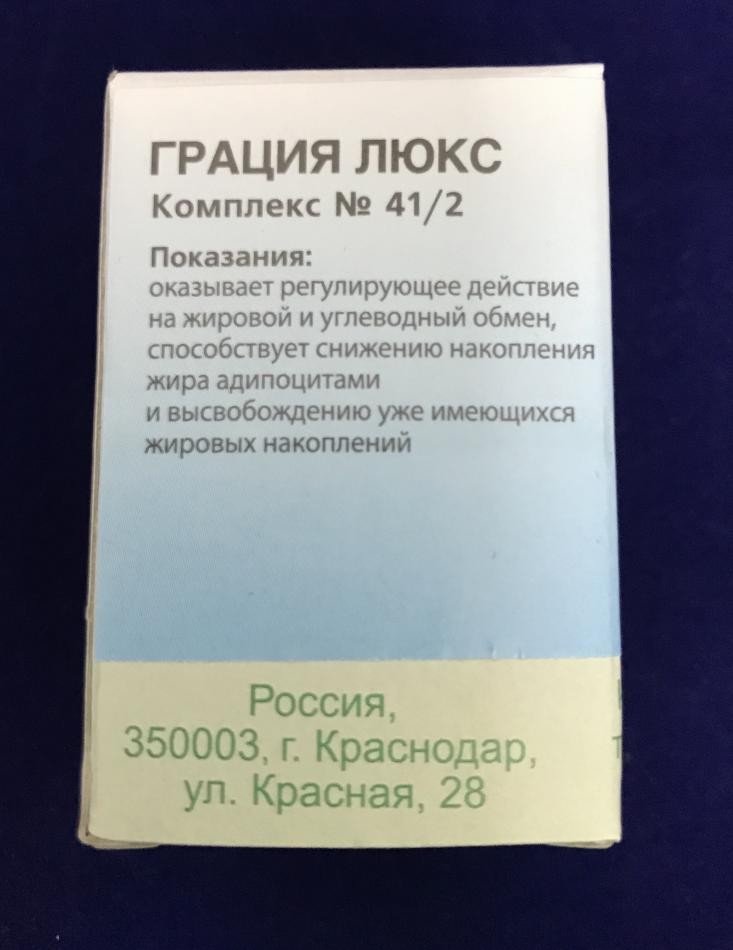 ГРАЦИЯ ЛЮКС
Комплекс № 41/2
Показания:
оказывает регулирующее действие
на жировой и углеводный обмен,
способствует снижению накопления
жира адипоцитами
и высвобождению уже имеющихся
жировых накоплений
Россия,
350003, г. Краснодар,
ул. Красная, 28